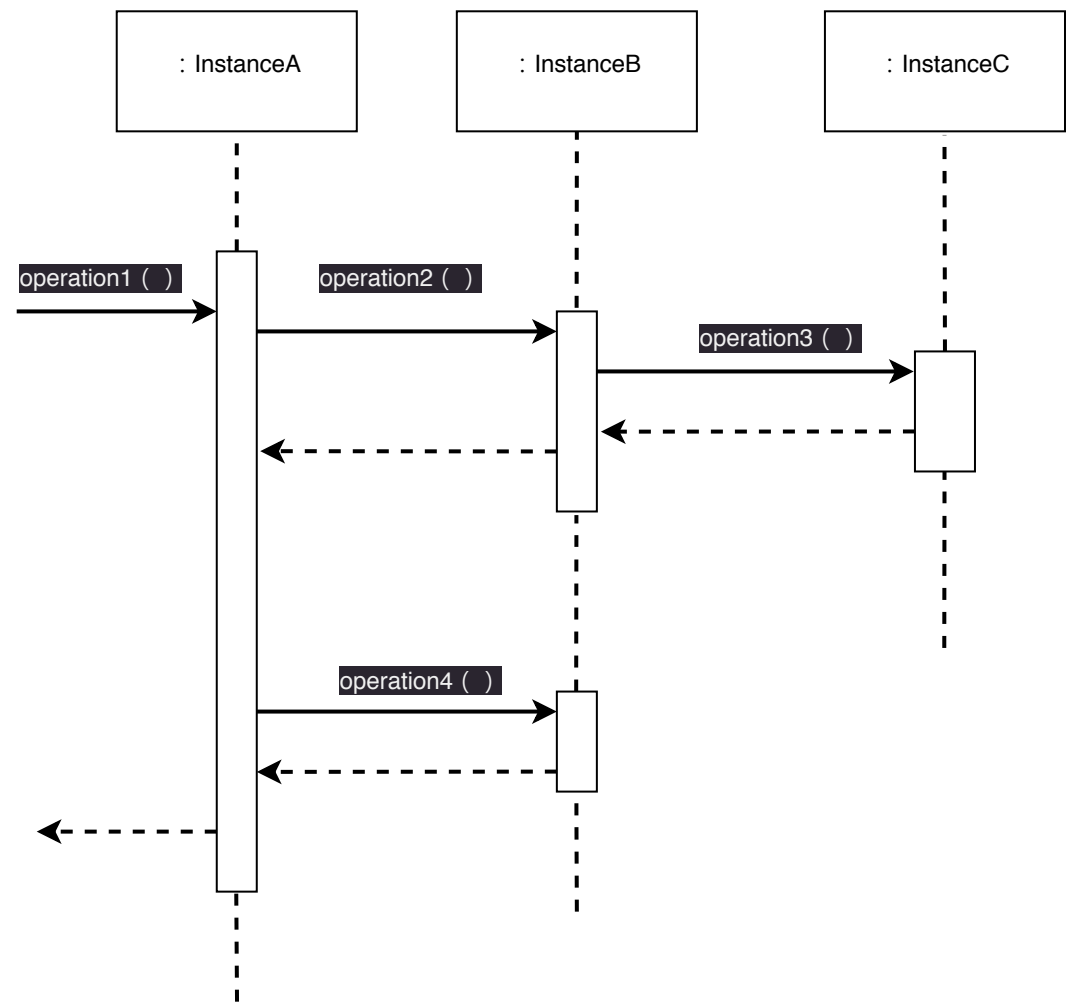 : InstanceA
: InstanceB
: InstanceC
operation1 ( )
operation2 ( )
operation3 ( )
operation4 ( )